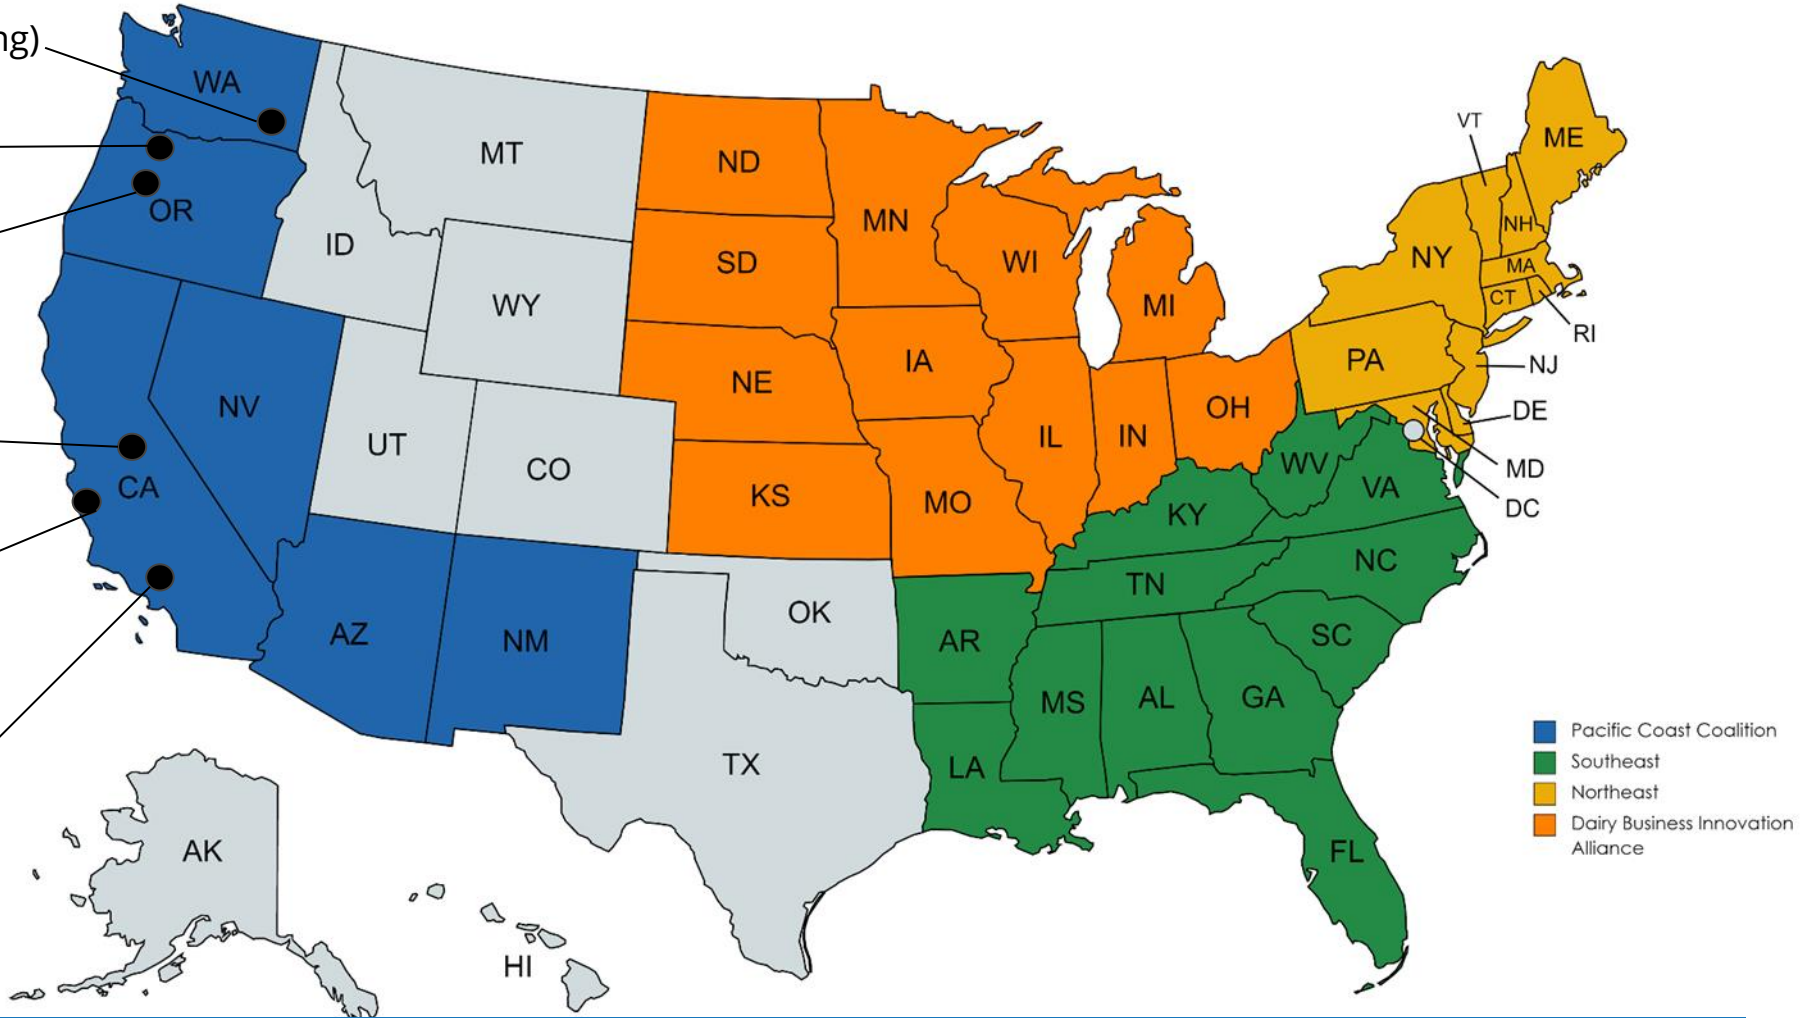 ng)
WA
MT
ND
MN
VT
ME
OR
ID
WY
SD
WI
MI
NY
NH
MA
CT
RI
NV
UT
CO
NE
IA
IL
IN
OH
PA
NJ
DE
MD
DC
CA
KS
MO
KY
WV
VA
AZ
NM
OK
AR
TN
NC
SC
MS
AL
GA
TX
LA
FL
AK
HI
Pacific Coast Coalition
Southeast
Northeast
Dairy Business Innovation
Alliance